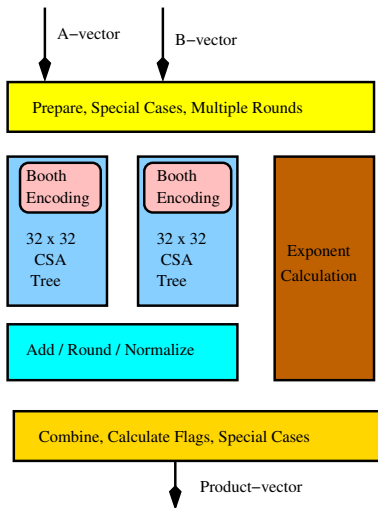 A−vector
B−vector
Prepare, Special Cases, Multiple Rounds
Booth
Encoding
32 x 32
CSA
Tree
Booth
Encoding
32 x 32
CSA
Tree
Exponent
Calculation
Add / Round / Normalize
Combine, Calculate Flags, Special Cases
Product−vector